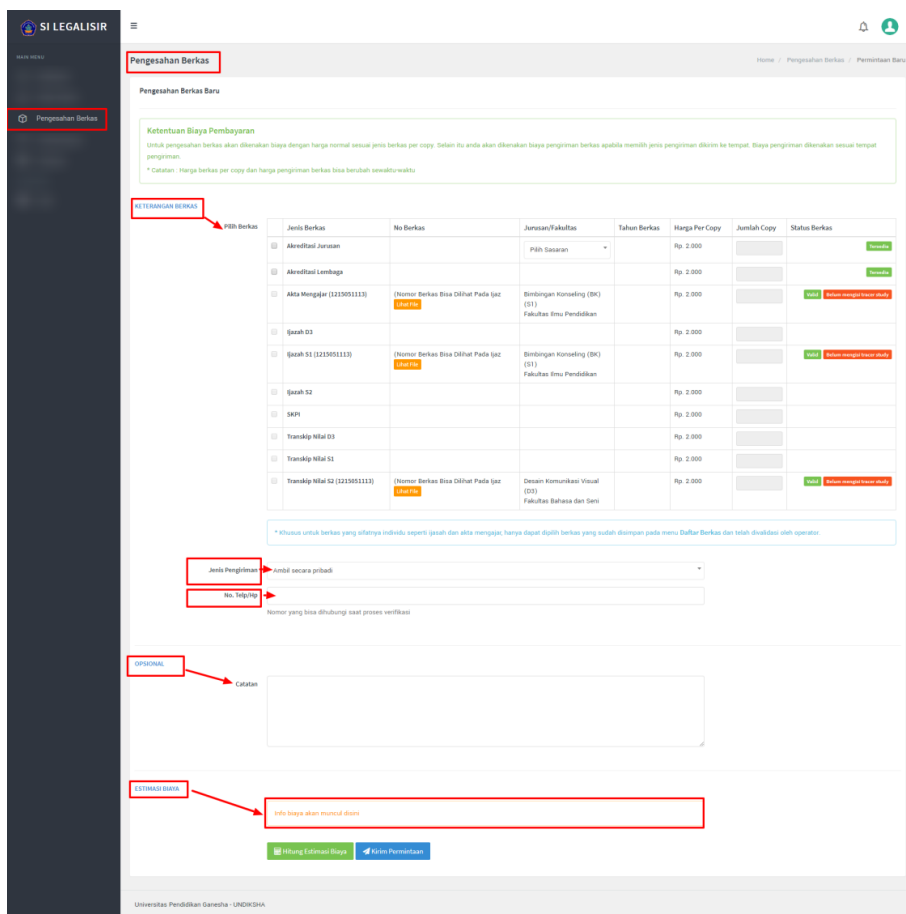 SI LEGALISIR
MAIN MENU
Pengesahan Berkas
Pengesahan Berkas
Home / Pengesahan Berkas / Permintaan Baru
Pengesahan Berkas Baru
Ketentuan Biaya Pembayaran
Untuk pengesahan berkas akan dikenakan biaya dengan harga normal sesuai jenis berkas per copy. Selain itu anda akan dikenakan biaya pengiriman berkas apabila memilih jenis pengiriman dikirim ke tempat. Biaya pengiriman dikenakan sesuai tempat
pengiriman.
* Catatan : Harga berkas per copy dan harga pengiriman berkas bisa berubah sewaktu-waktu
KETERANGAN BERKAS
Pilih Berkas
Jenis Berkas No Berkas Jurusan/Fakultas Tahun Berkas Harga Per Copy Jumlah Copy Status Berkas
Akreditasi Jurusan Pilih Sasaran Rp. 2.000 Tersedia
Akreditasi Lembaga Rp. 2.000 Tersedia
Akta Mengajar (1215051113) (Nomor Berkas Bisa Dilihat Pada Ijaz Bimbingan Konseling (BK) Rp. 2.000 Valid Belum mengisi tracer study
Lihat File (S1)
Fakultas Ilmu Pendidikan
Ijazah D3 Rp. 2.000
Ijazah S1 (1215051113) (Nomor Berkas Bisa Dilihat Pada Ijaz Bimbingan Konseling (BK) Rp. 2.000 Valid Belum mengisi tracer study
Lihat File (S1)
Fakultas Ilmu Pendidikan
Ijazah S2 Rp. 2.000
SKPI Rp. 2.000
Transkip Nilai D3 Rp. 2.000
Transkip Nilai S1 Rp. 2.000
Transkip Nilai S2 (1215051113) (Nomor Berkas Bisa Dilihat Pada Ijaz Desain Komunikasi Visual Rp. 2.000 Valid Belum mengisi tracer study
Lihat File (D3)
Fakultas Bahasa dan Seni
* Khusus untuk berkas yang sifatnya individu seperti ijasah dan akta mengajar, hanya dapat dipilih berkas yang sudah disimpan pada menu Daftar Berkas dan telah divalidasi oleh operator.
Jenis Pengiriman Ambil secara pribadi
No. Telp/Hp
Nomor yang bisa dihubungi saat proses verifikasi
OPSIONAL
Catatan
ESTIMASI BIAYA
Info biaya akan muncul disini
Hitung Estimasi Biaya Kirim Permintaan
Universitas Pendidikan Ganesha - UNDIKSHA